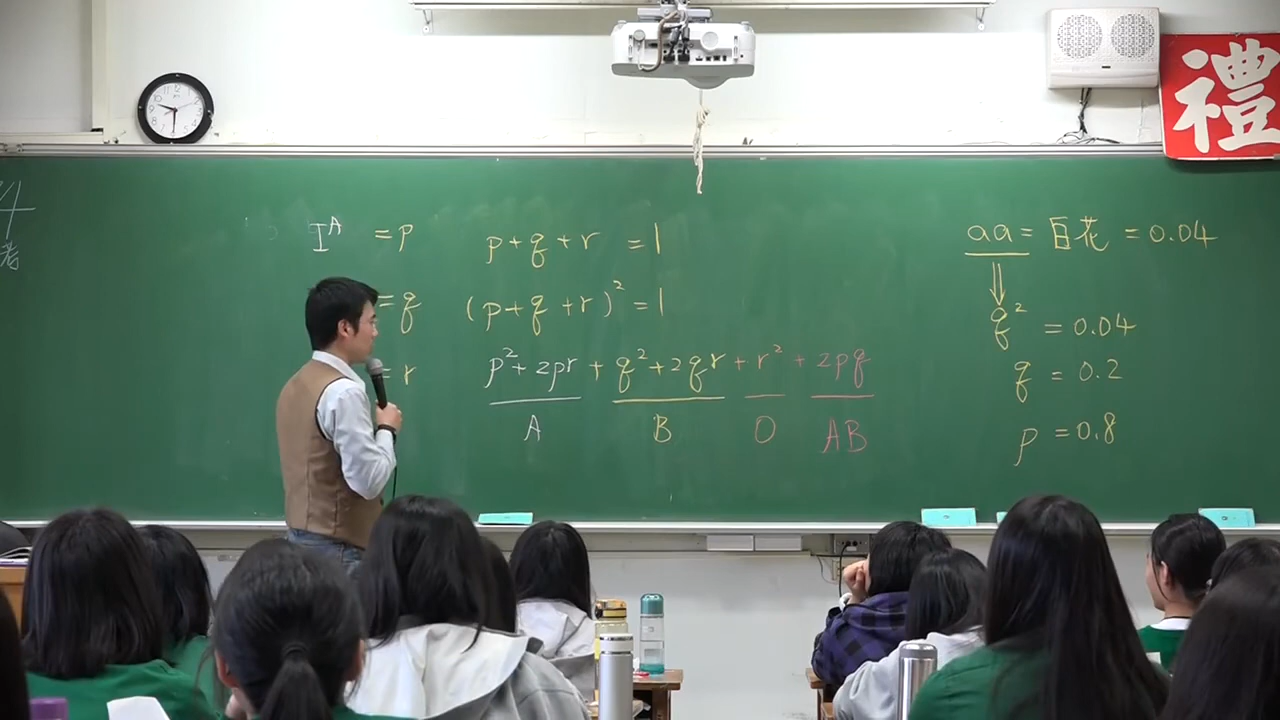 禮
I^A = p
= q
= r
p + q + r = 1
(p + q + r)² = 1
p² + 2pr + q² + 2qr + r² + 2pq
A B O AB
aa = 白花 = 0.04
⇓
q² = 0.04
q = 0.2
p = 0.8